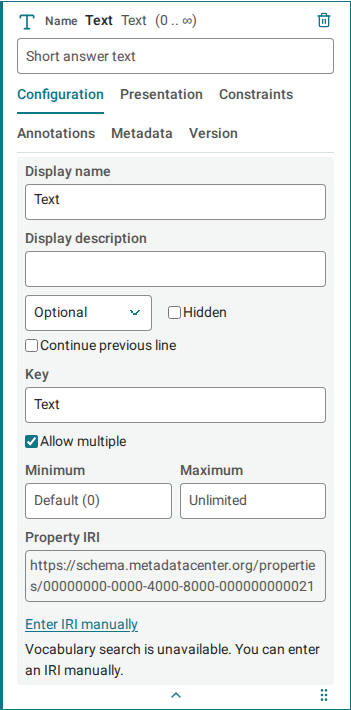 Name Text Text (0 .. ∞)
Short answer text
Configuration Presentation Constraints
Annotations Metadata Version
Display name
Text
Display description
Optional Hidden
Continue previous line
Key
Text
Allow multiple
Minimum Maximum
Default (0) Unlimited
Property IRI
https://schema.metadatacenter.org/propertie
s/00000000-0000-4000-8000-000000000021
Enter IRI manually
Vocabulary search is unavailable. You can enter
an IRI manually.